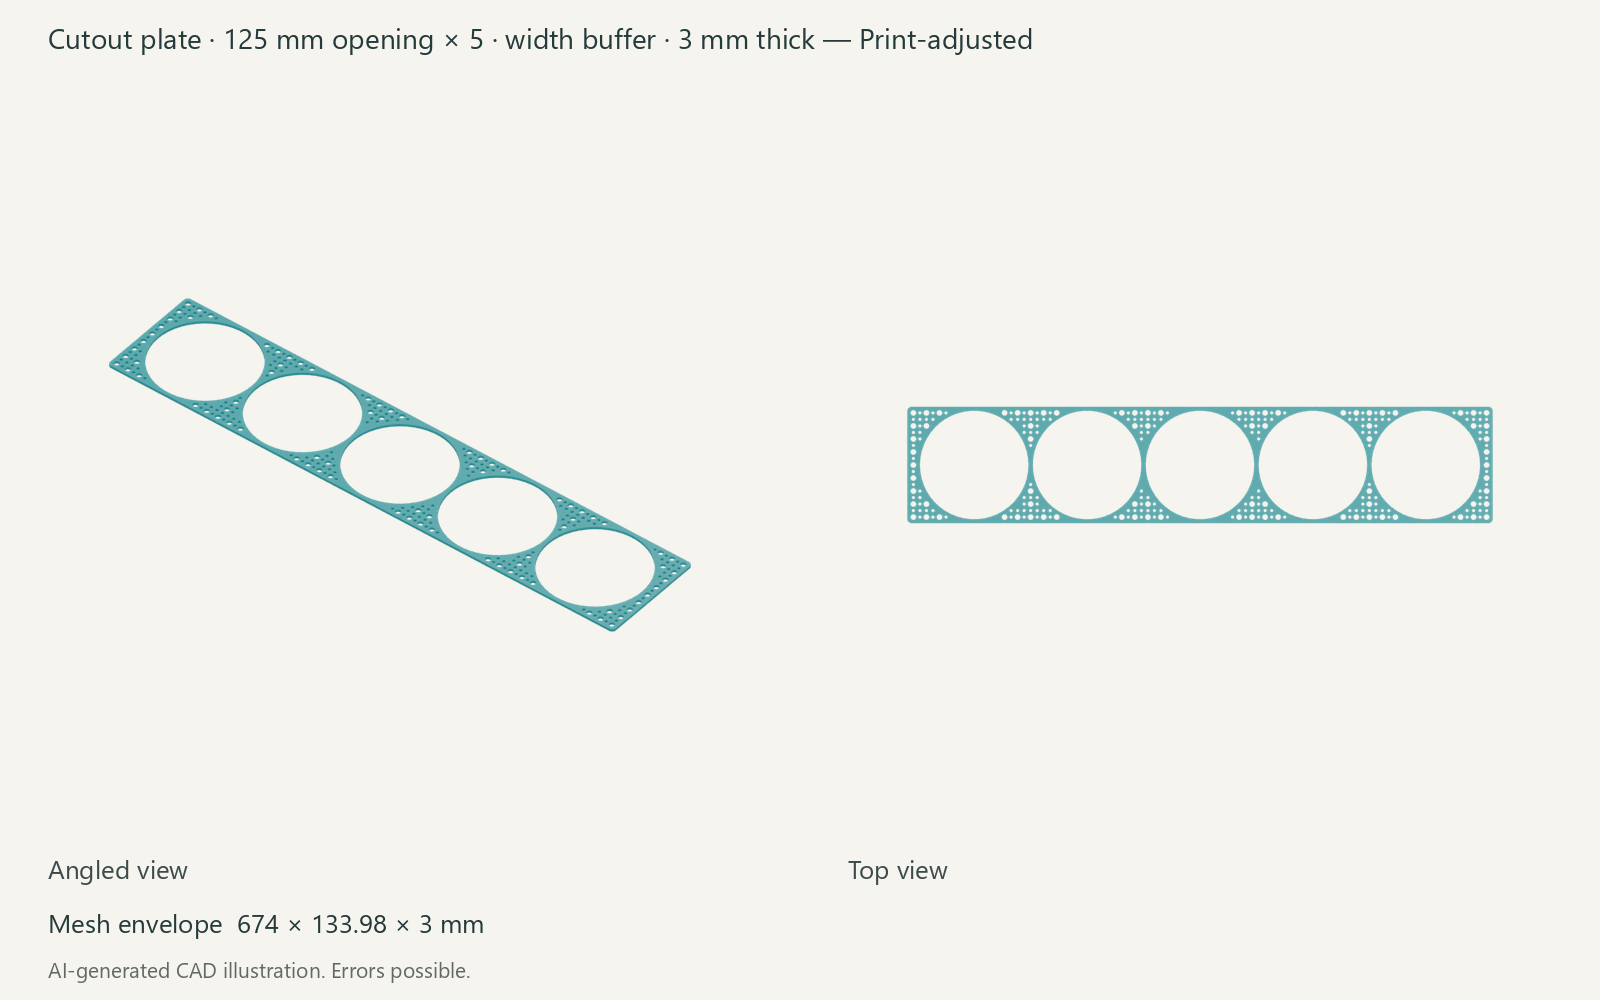 Cutout plate · 125 mm opening × 5 · width buffer · 3 mm thick — Print-adjusted
Angled view
Top view
Mesh envelope 674 × 133.98 × 3 mm
AI-generated CAD illustration. Errors possible.